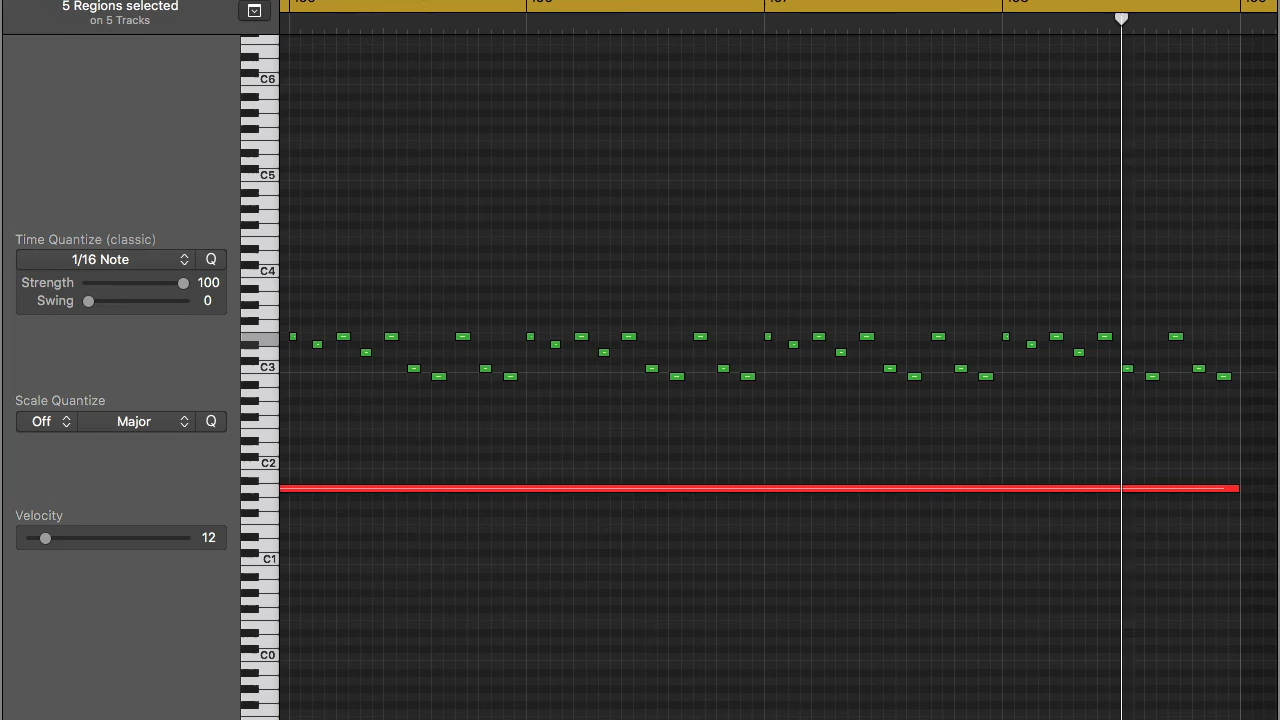 5 Regions selected
on 5 Tracks
C6
C5
Time Quantize (classic)
1/16 Note Q
C4
Strength 100
Swing 0
C3
Scale Quantize
Off Major Q
C2
Velocity
12
C1
C0